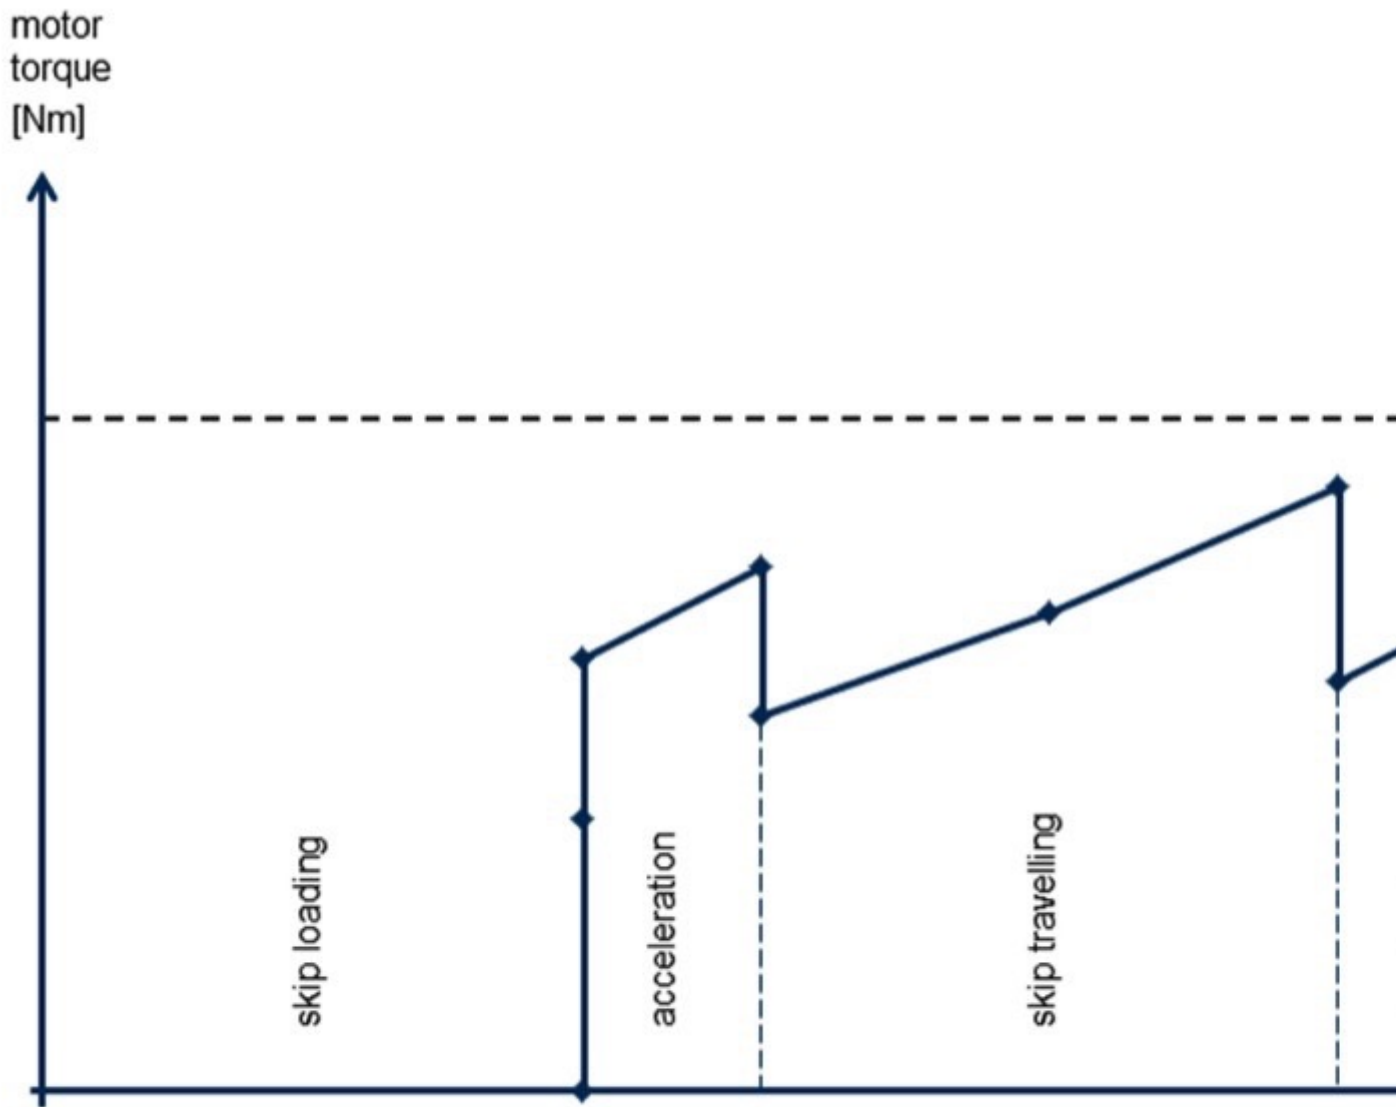 motor
torque
[Nm]
skip loading
acceleration
skip travelling